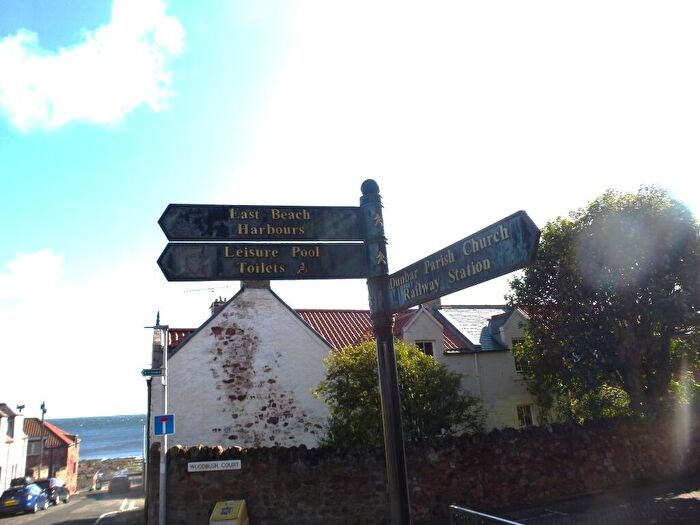 East Beach
Harbours
Leisure Pool
Toilets
Dunbar Parish Church
Railway Station
WOODBUSH COURT